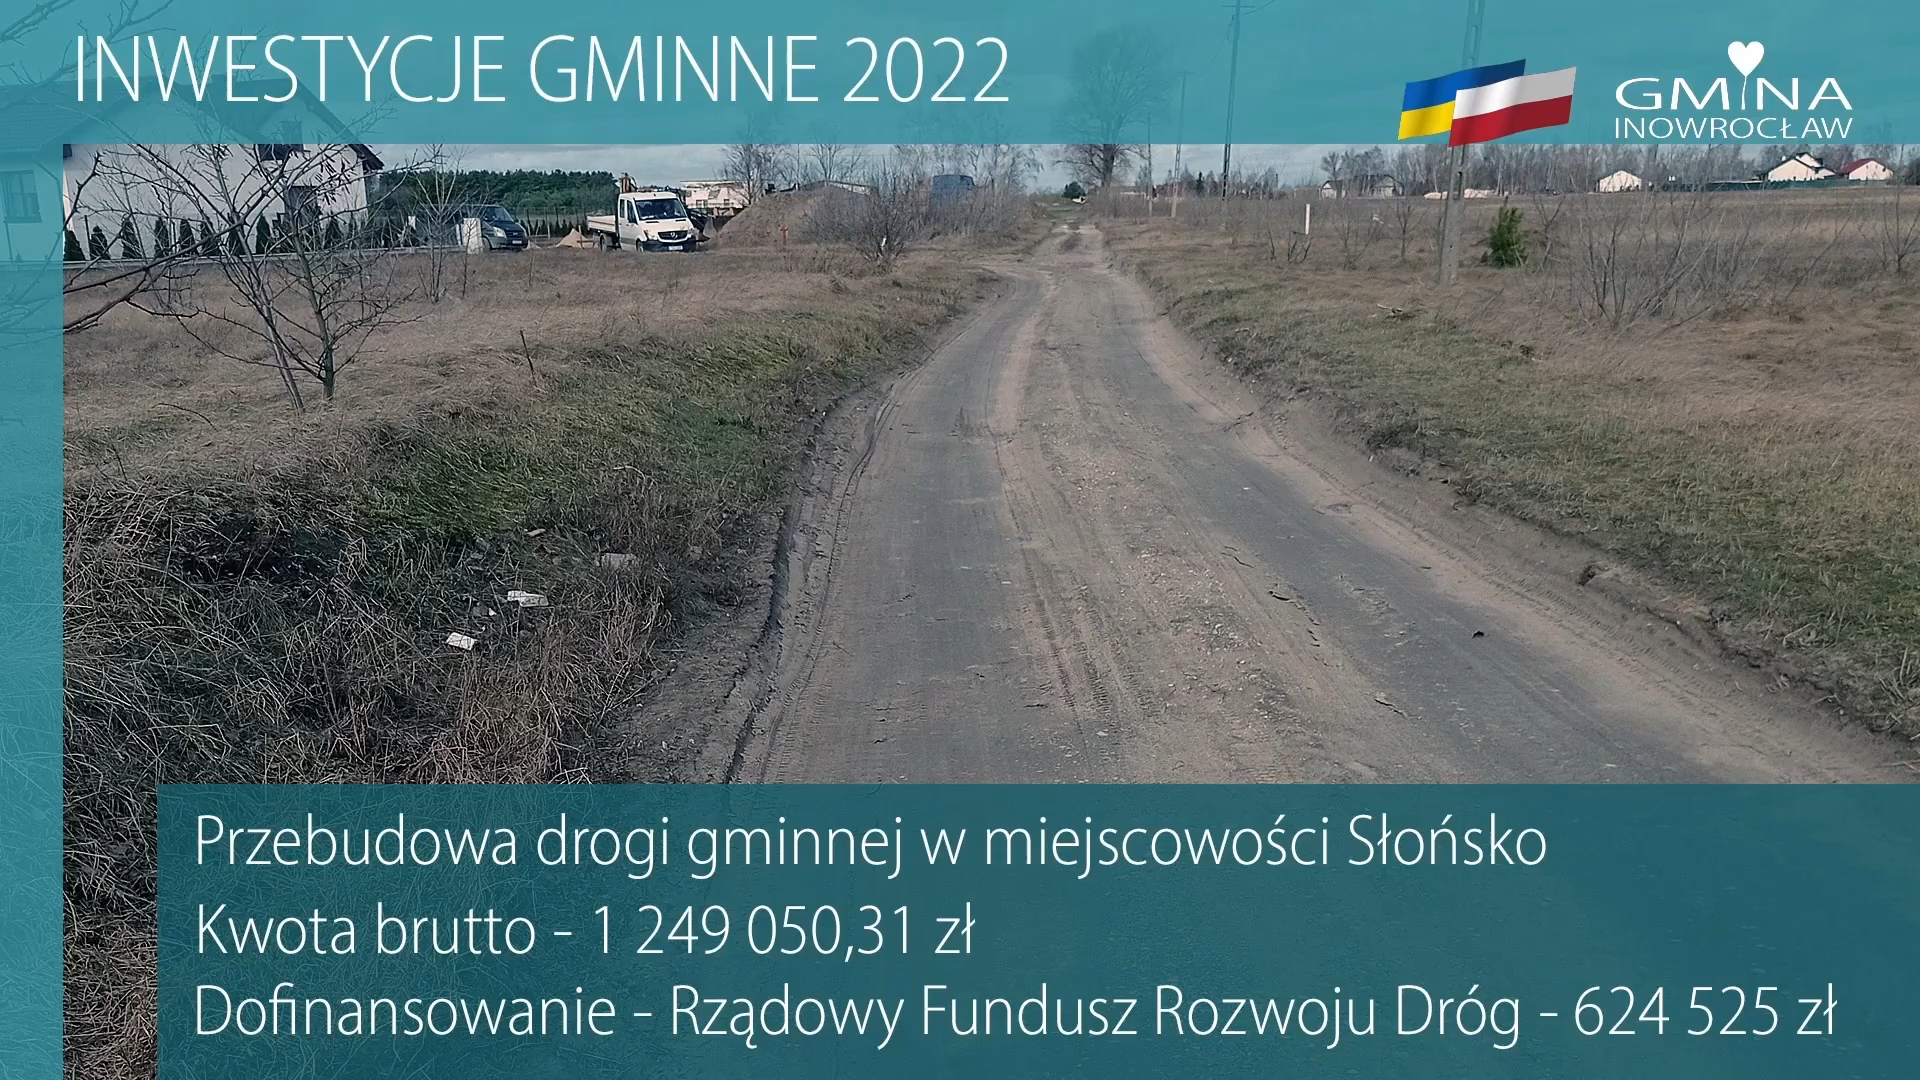 INWESTYCJE GMINNE 2022
GMINA
INOWROCŁAW
Przebudowa drogi gminnej w miejscowości Słońsko
Kwota brutto - 1 249 050,31 zł
Dofinansowanie - Rządowy Fundusz Rozwoju Dróg - 624 525 zł